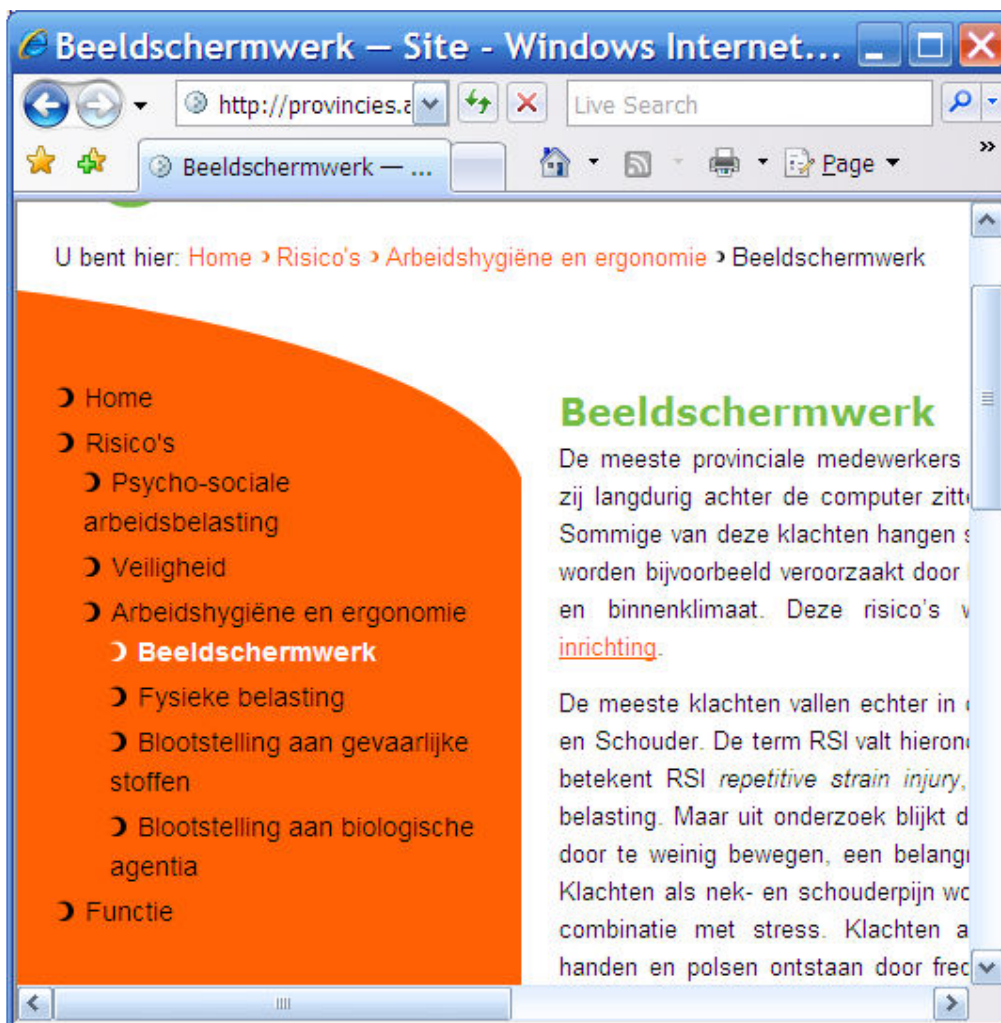 Beeldschermwerk — Site - Windows Internet...
http://provincies.a
Live Search
Beeldschermwerk — ...
Page
»
U bent hier: Home › Risico's › Arbeidshygiëne en ergonomie › Beeldschermwerk
Home
Risico's
Psycho-sociale
arbeidsbelasting
Veiligheid
Arbeidshygiëne en ergonomie
Beeldschermwerk
Fysieke belasting
Blootstelling aan gevaarlijke
stoffen
Blootstelling aan biologische
agentia
Functie
Beeldschermwerk
De meeste provinciale medewerkers
zij langdurig achter de computer zitt
Sommige van deze klachten hangen s
worden bijvoorbeeld veroorzaakt door
en binnenklimaat. Deze risico's
inrichting.
De meeste klachten vallen echter in
en Schouder. De term RSI valt hieron
betekent RSI repetitive strain injury,
belasting. Maar uit onderzoek blijkt d
door te weinig bewegen, een belang
Klachten als nek- en schouderpijn wo
combinatie met stress. Klachten a
handen en polsen ontstaan door